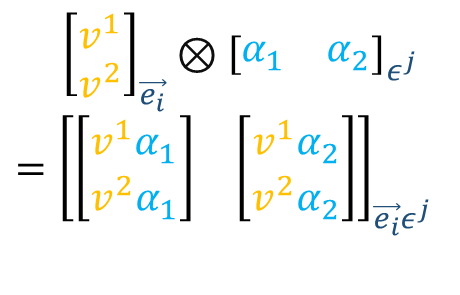 [v¹ v²]e⃗ᵢ ⊗ [α₁ α₂]ϵʲ
= [[v¹α₁ v²α₁] [v¹α₂ v²α₂]]e⃗ᵢϵʲ